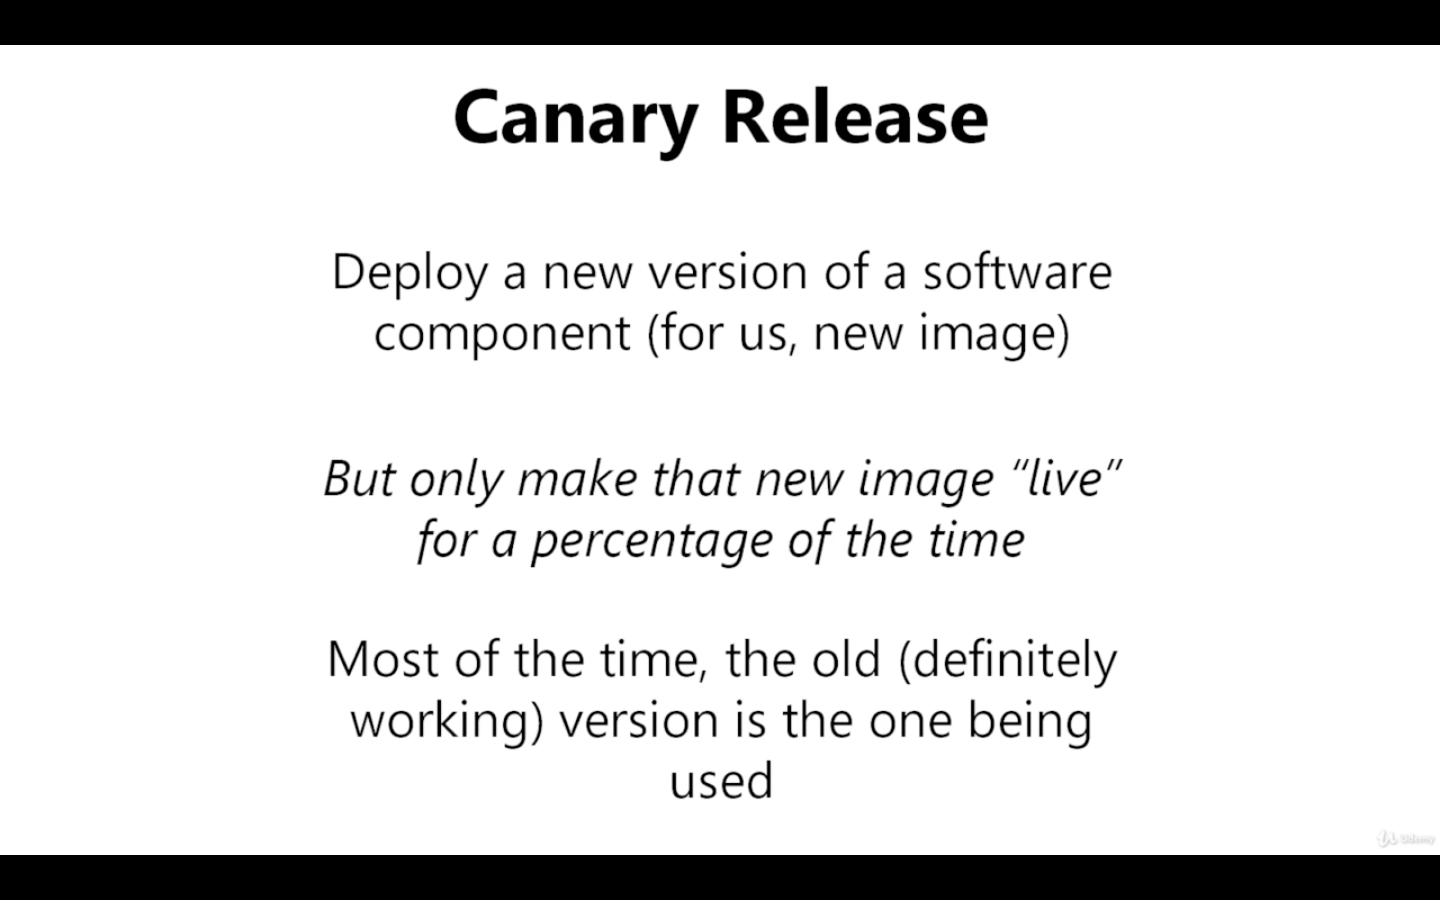 Canary Release
Deploy a new version of a software
component (for us, new image)
But only make that new image “live”
for a percentage of the time
Most of the time, the old (definitely
working) version is the one being
used
Udemy